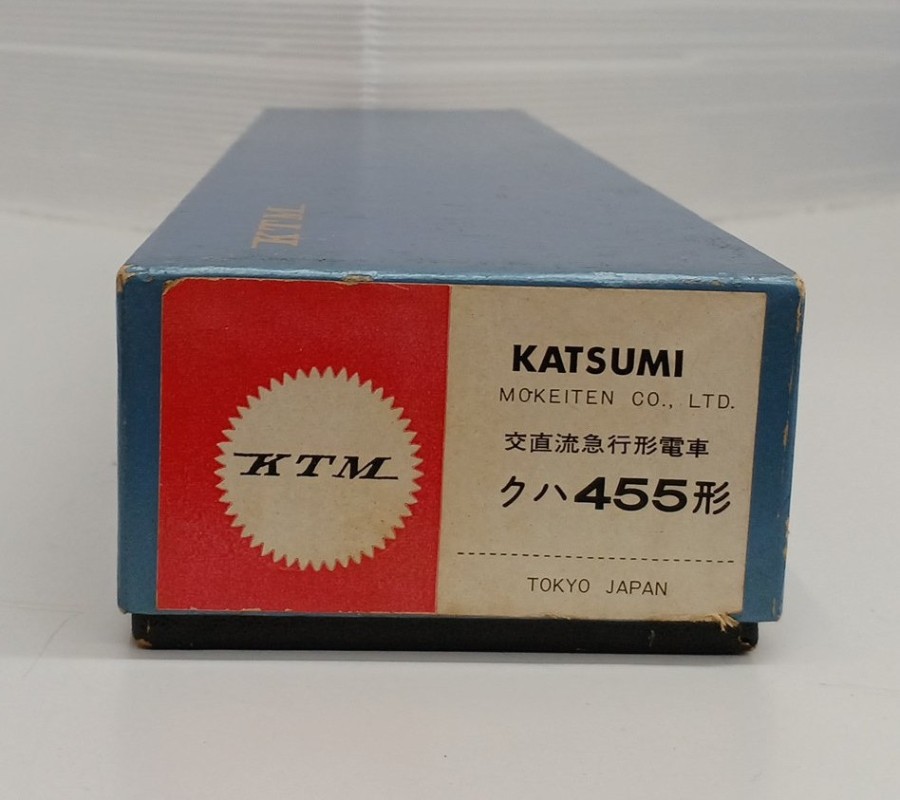 KTM
KTM
KATSUMI
MOKEITEN CO., LTD.
交直流急行形電車
クハ455形
TOKYO JAPAN